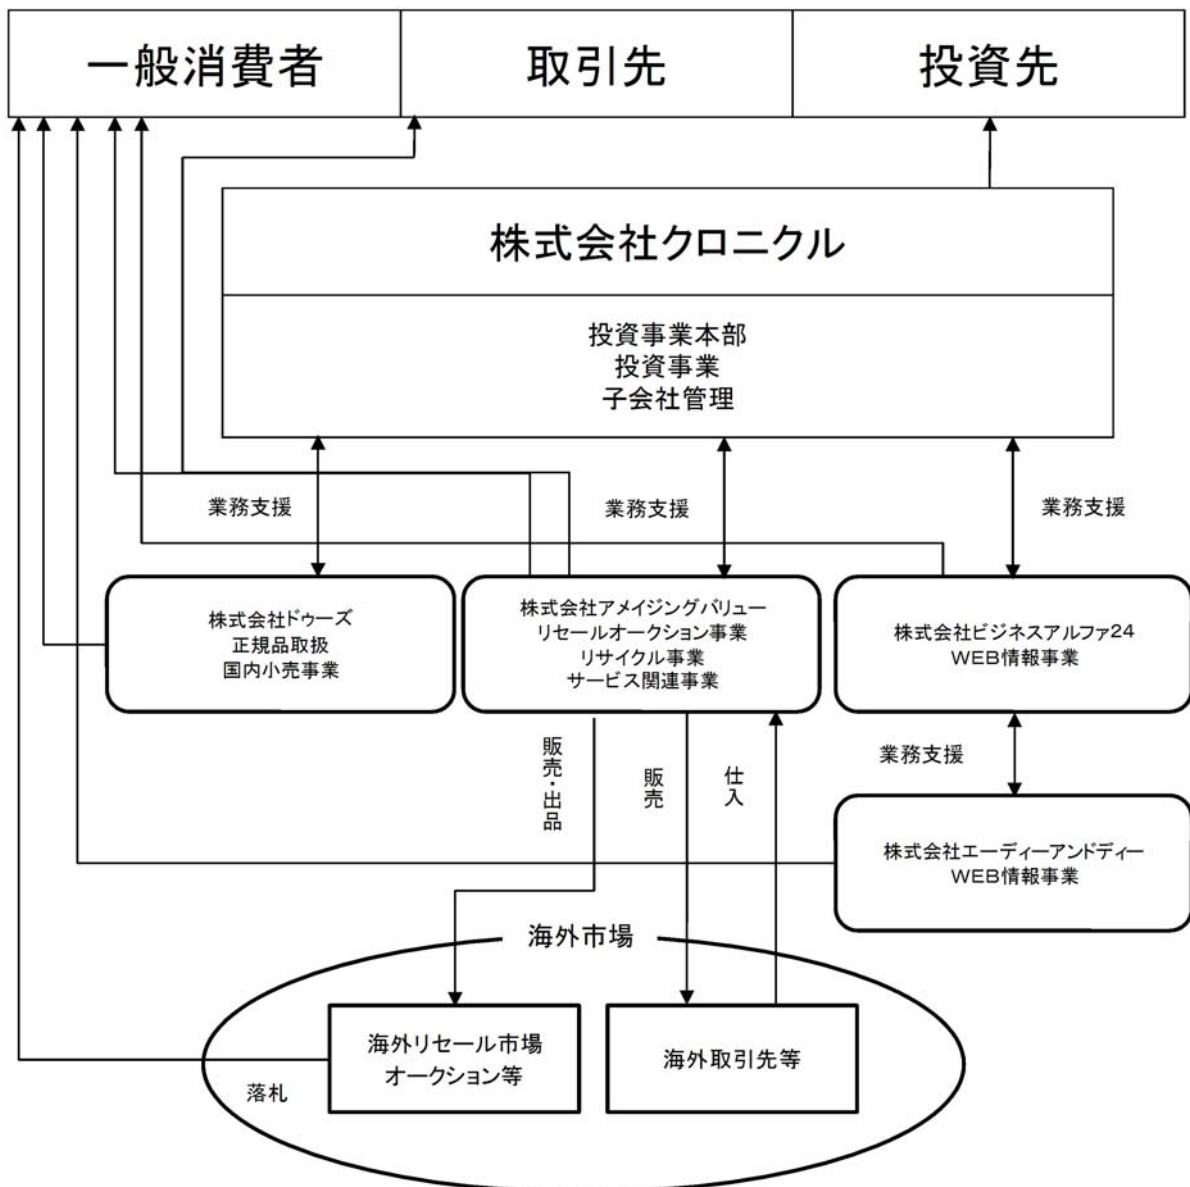 一般消費者
取引先
投資先
株式会社クロニクル
投資事業本部
投資事業
子会社管理
業務支援
業務支援
業務支援
株式会社ドゥーズ
正規品取扱
国内小売事業
株式会社アメイジングバリュー
リセールオークション事業
リサイクル事業
サービス関連事業
株式会社ビジネスアルファ24
WEB情報事業
販売・出品
販売
仕入
業務支援
株式会社エーディーアンドディー
WEB情報事業
海外市場
海外リセール市場
オークション等
海外取引先等
落札